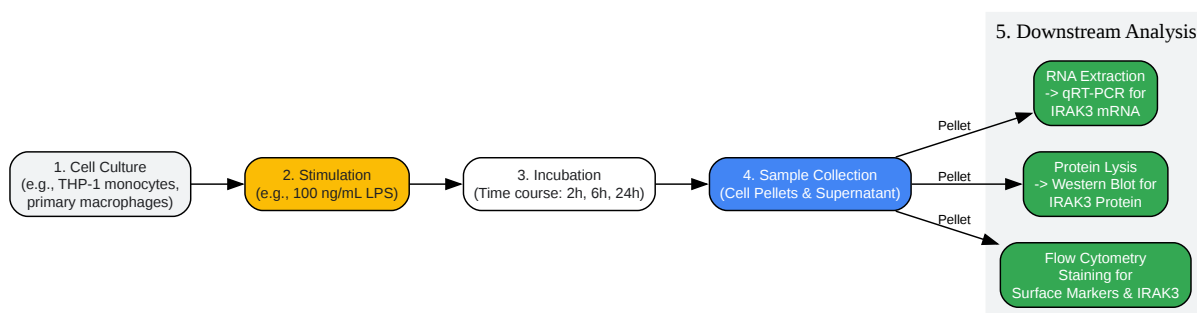 5. Downstream Analysis
1. Cell Culture
(e.g., THP-1 monocytes,
primary macrophages)
2. Stimulation
(e.g., 100 ng/mL LPS)
3. Incubation
(Time course: 2h, 6h, 24h)
4. Sample Collection
(Cell Pellets & Supernatant)
Pellet
RNA Extraction
-> qRT-PCR for
IRAK3 mRNA
Pellet
Protein Lysis
-> Western Blot for
IRAK3 Protein
Pellet
Flow Cytometry
Staining for
Surface Markers & IRAK3